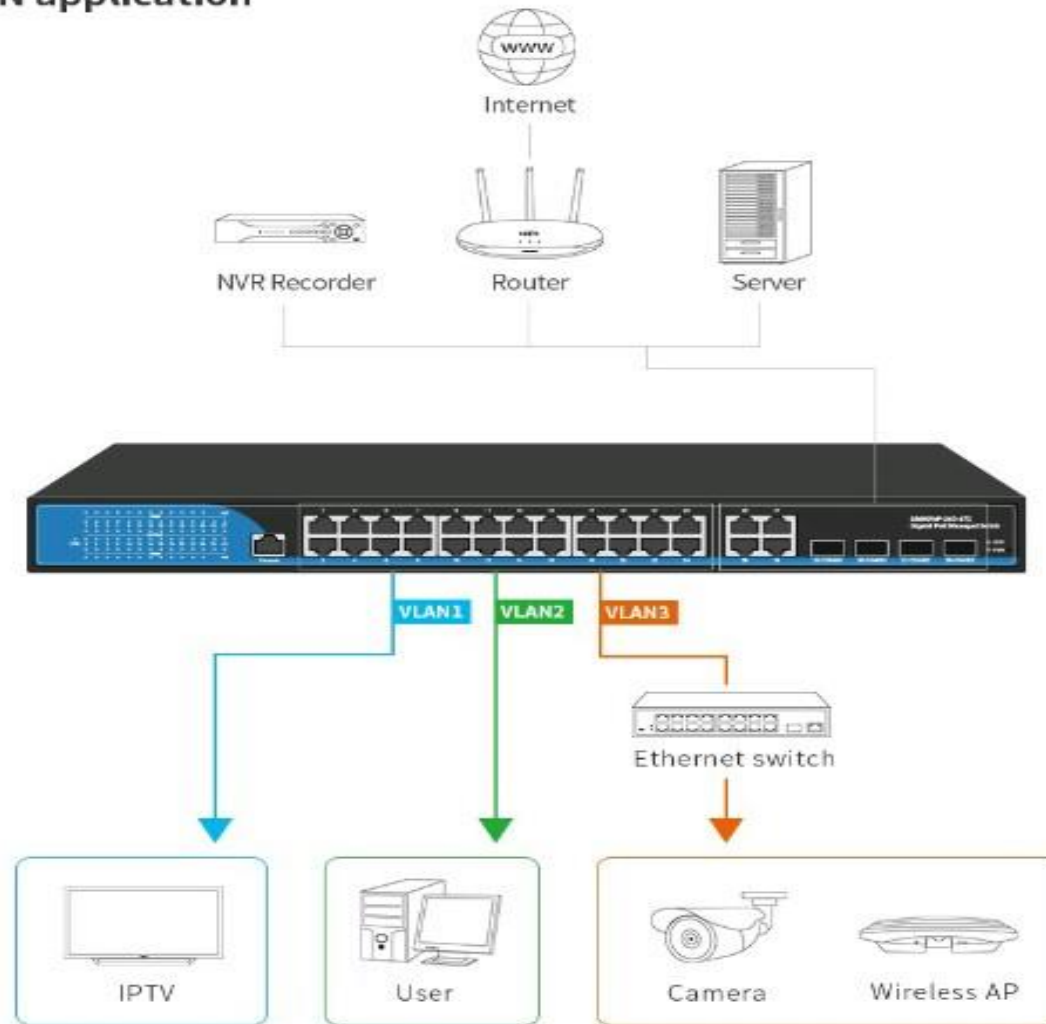 N application
www
Internet
NVR Recorder
Router
Server
VLAN1
VLAN2
VLAN3
Ethernet switch
IPTV
User
Camera
Wireless AP